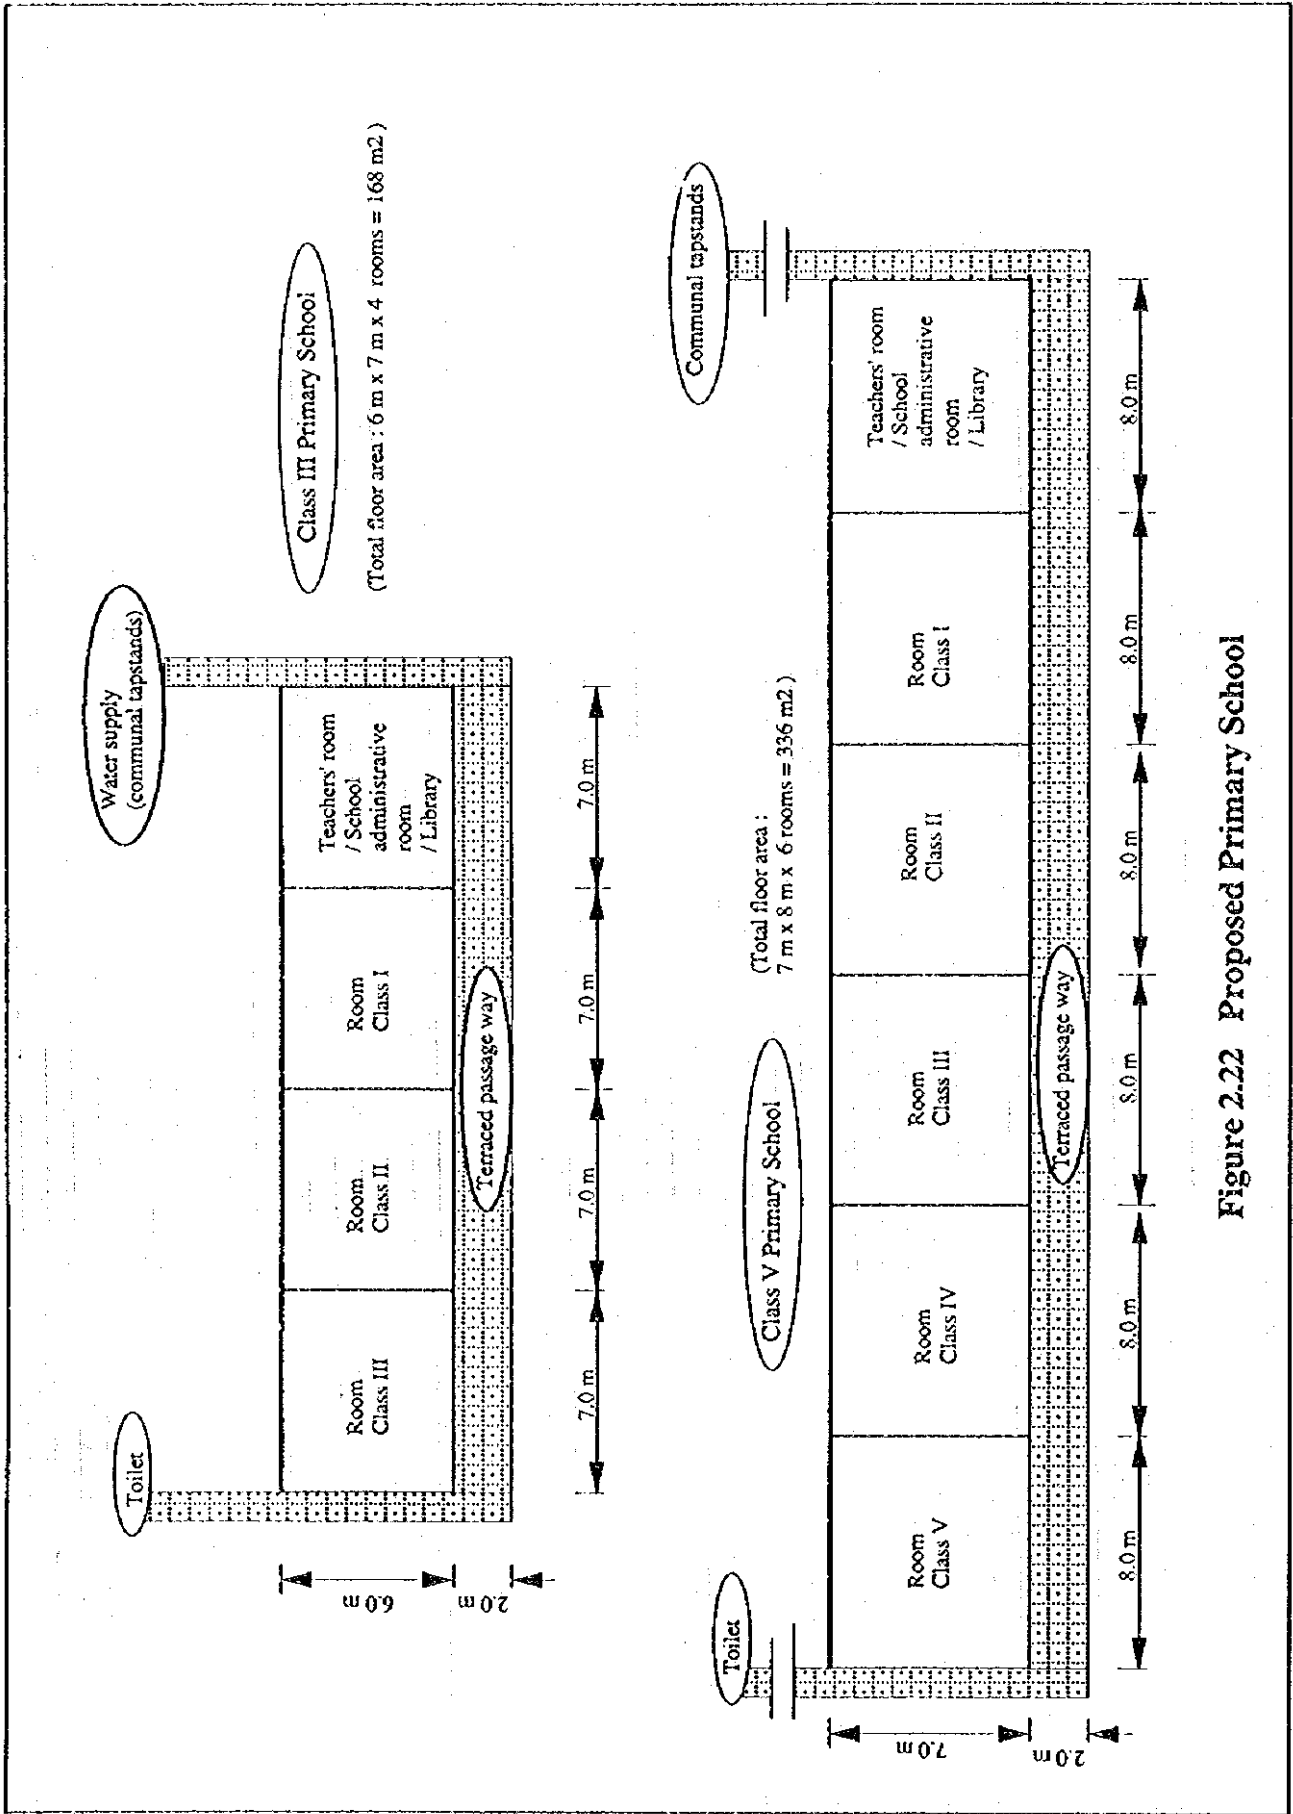 Class III Primary School
(Total floor area : 6 m x 7 m x 4 rooms = 168 m2 )
Toilet
Water supply
(communal tapstands)
6.0 m
2.0 m
Room
Class III
Room
Class II
Room
Class I
Teachers' room
/ School
administrative
room
/ Library
Terraced passage way
7.0 m
7.0 m
7.0 m
7.0 m
Class V Primary School
(Total floor area :
7 m x 8 m x 6 rooms = 336 m2 )
Toilet
Communal tapstands
7.0 m
2.0 m
Room
Class V
Room
Class IV
Room
Class III
Room
Class II
Room
Class I
Teachers' room
/ School
administrative
room
/ Library
Terraced passage way
8.0 m
8.0 m
8.0 m
8.0 m
8.0 m
8.0 m
Figure 2.22 Proposed Primary School